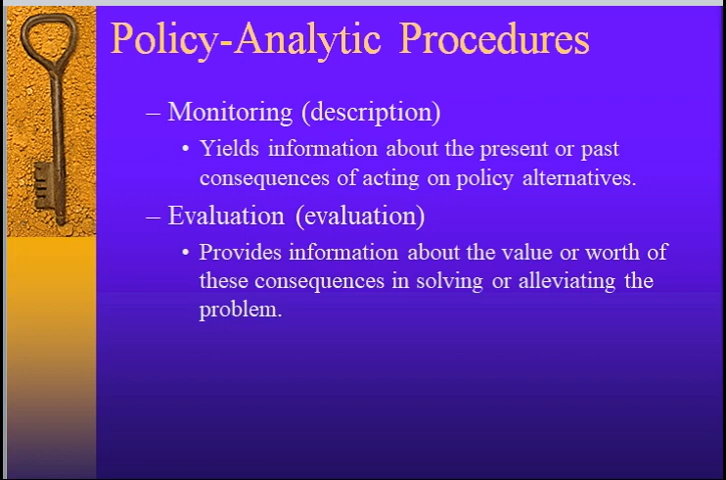 Policy-Analytic Procedures
– Monitoring (description)
• Yields information about the present or past
consequences of acting on policy alternatives.
– Evaluation (evaluation)
• Provides information about the value or worth of
these consequences in solving or alleviating the
problem.